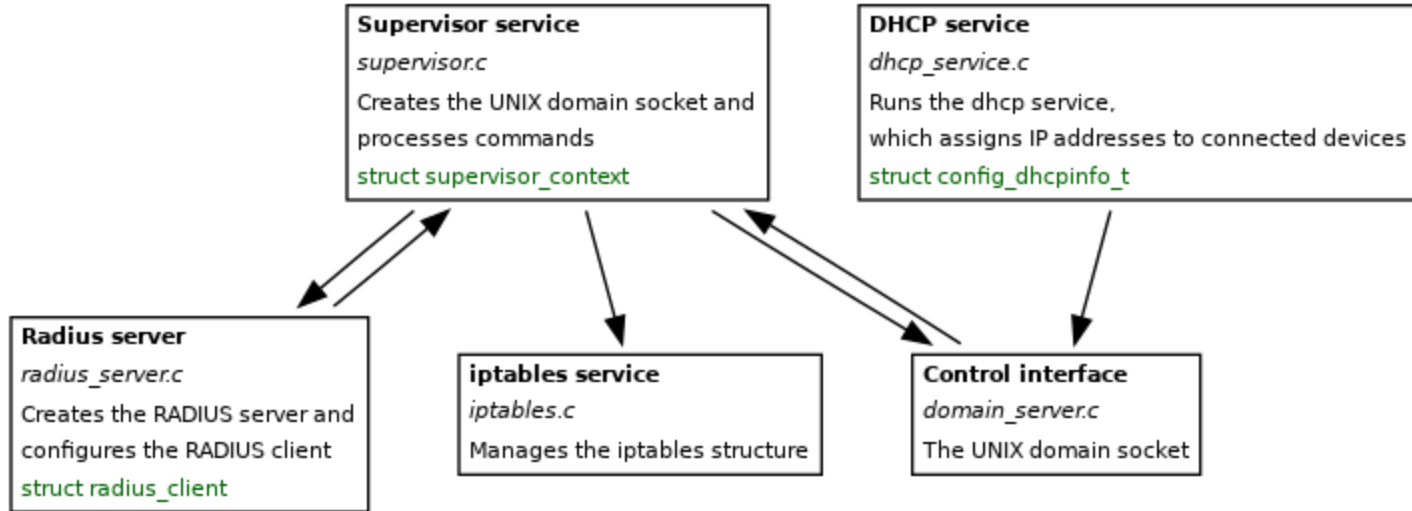 Supervisor service
supervisor.c
Creates the UNIX domain socket and
processes commands
struct supervisor_context
DHCP service
dhcp_service.c
Runs the dhcp service,
which assigns IP addresses to connected devices
struct config_dhcpinfo_t
Radius server
radius_server.c
Creates the RADIUS server and
configures the RADIUS client
struct radius_client
iptables service
iptables.c
Manages the iptables structure
Control interface
domain_server.c
The UNIX domain socket